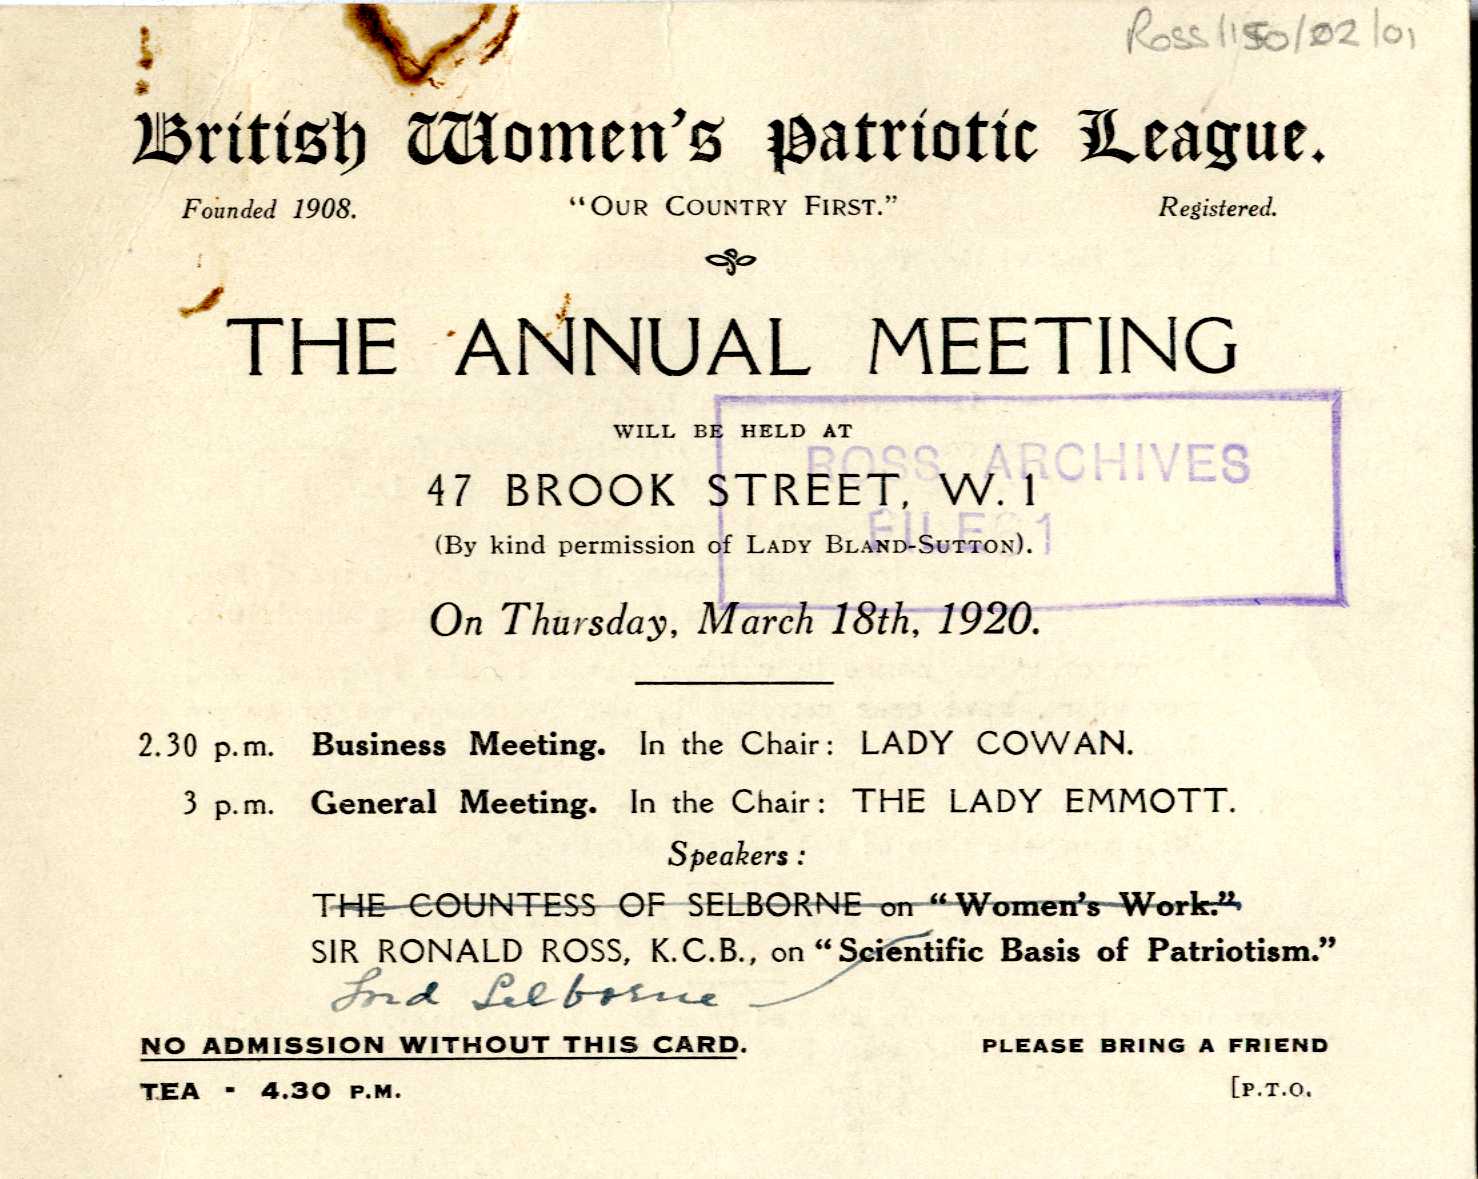 Ross/150/02/01
British Women's Patriotic League.
Founded 1908. "OUR COUNTRY FIRST." Registered.
THE ANNUAL MEETING
WILL BE HELD AT
ROSS ARCHIVES
47 BROOK STREET, W. 1
FILE 1
(By kind permission of LADY BLAND-SUTTON).
On Thursday, March 18th, 1920.
2.30 p.m. Business Meeting. In the Chair: LADY COWAN.
3 p.m. General Meeting. In the Chair: THE LADY EMMOTT.
Speakers:
THE COUNTESS OF SELBORNE on "Women's Work.",
SIR RONALD ROSS, K.C.B., on "Scientific Basis of Patriotism."
Lord Selborne
NO ADMISSION WITHOUT THIS CARD. PLEASE BRING A FRIEND
TEA - 4.30 P.M. [P.T.O.